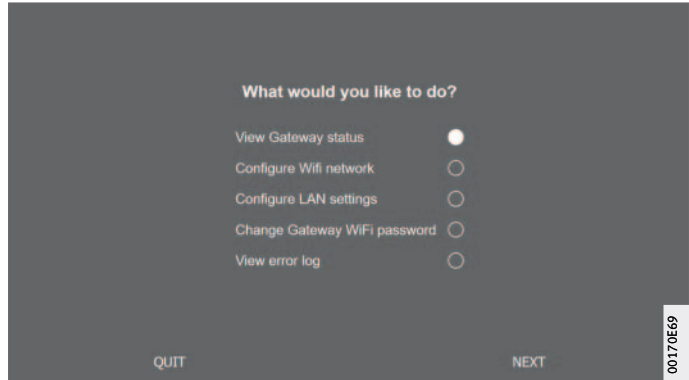 What would you like to do?
View Gateway status
Configure Wifi network
Configure LAN settings
Change Gateway WiFi password
View error log
QUIT
NEXT
00170E69